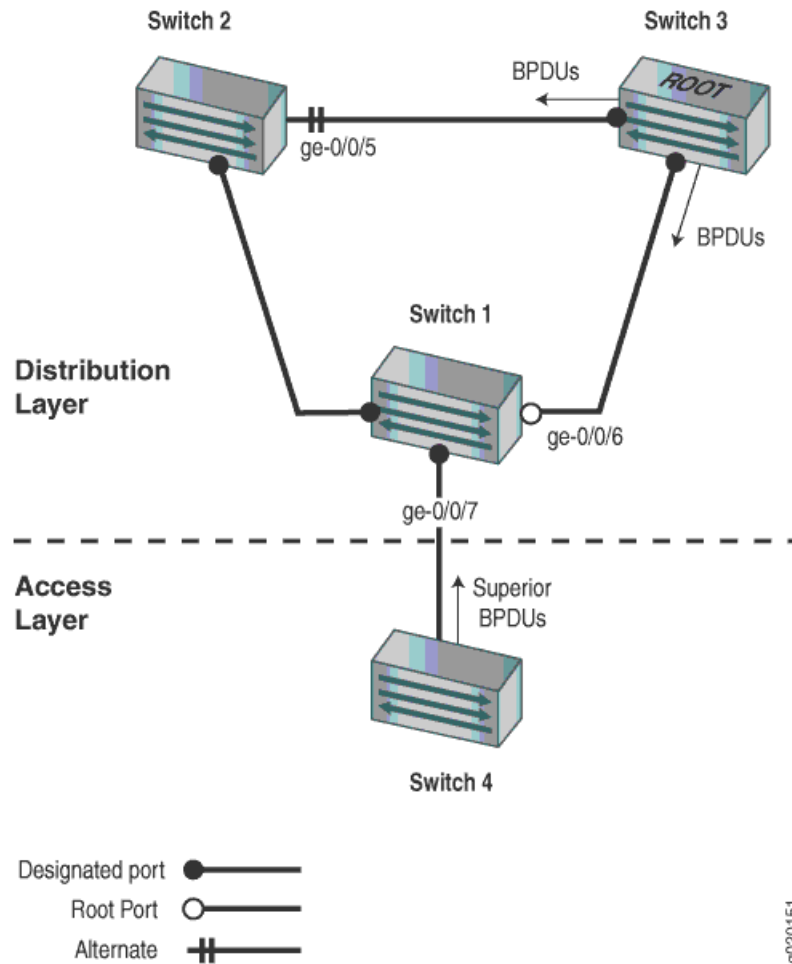 Switch 2
Switch 3
BPDUs
ROOT
ge-0/0/5
BPDUs
Switch 1
Distribution
Layer
ge-0/0/6
ge-0/0/7
Access
Layer
Superior
BPDUs
Switch 4
Designated port
Root Port
Alternate
g020151